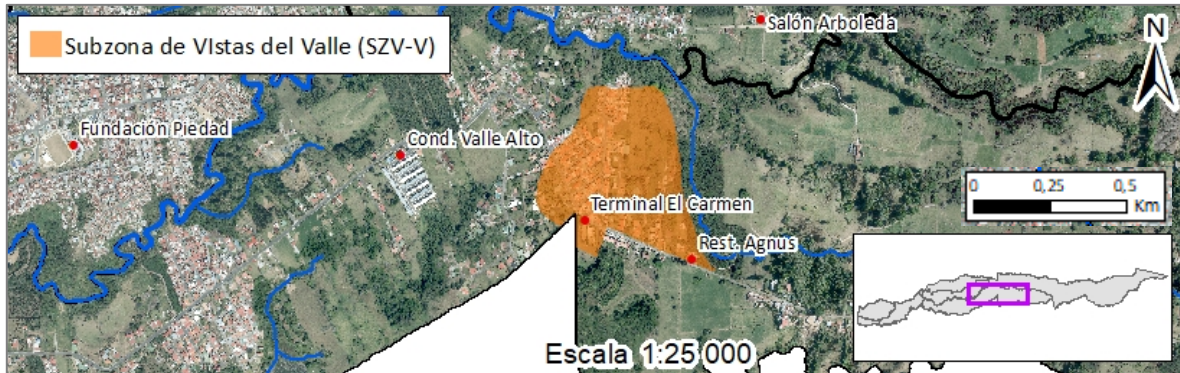 Subzona de VIstas del Valle (SZV-V)
Salón Arboleda
N
Fundación Piedad
Cond. Valle Alto
0 0,25 0,5
Km
Terminal El Carmen
Rest. Agnus
Escala 1:25 000